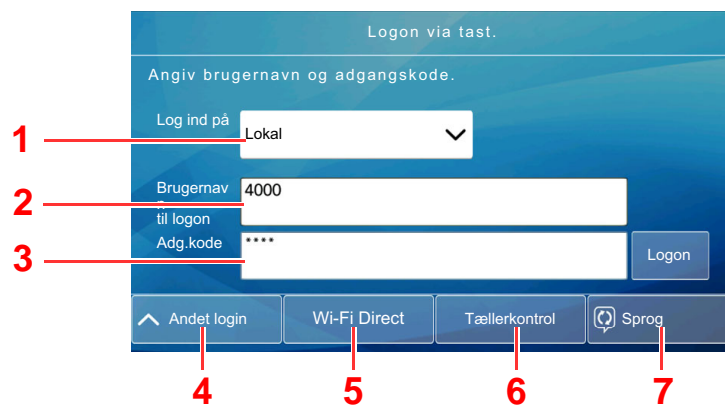 Logon via tast.
Angiv brugernavn og adgangskode.
Log ind på
1
Lokal
Brugernav
2
4000
n
til logon
Adg.kode
3
****
Logon
Andet login
Wi-Fi Direct
Tællerkontrol
Sprog
4
5
6
7